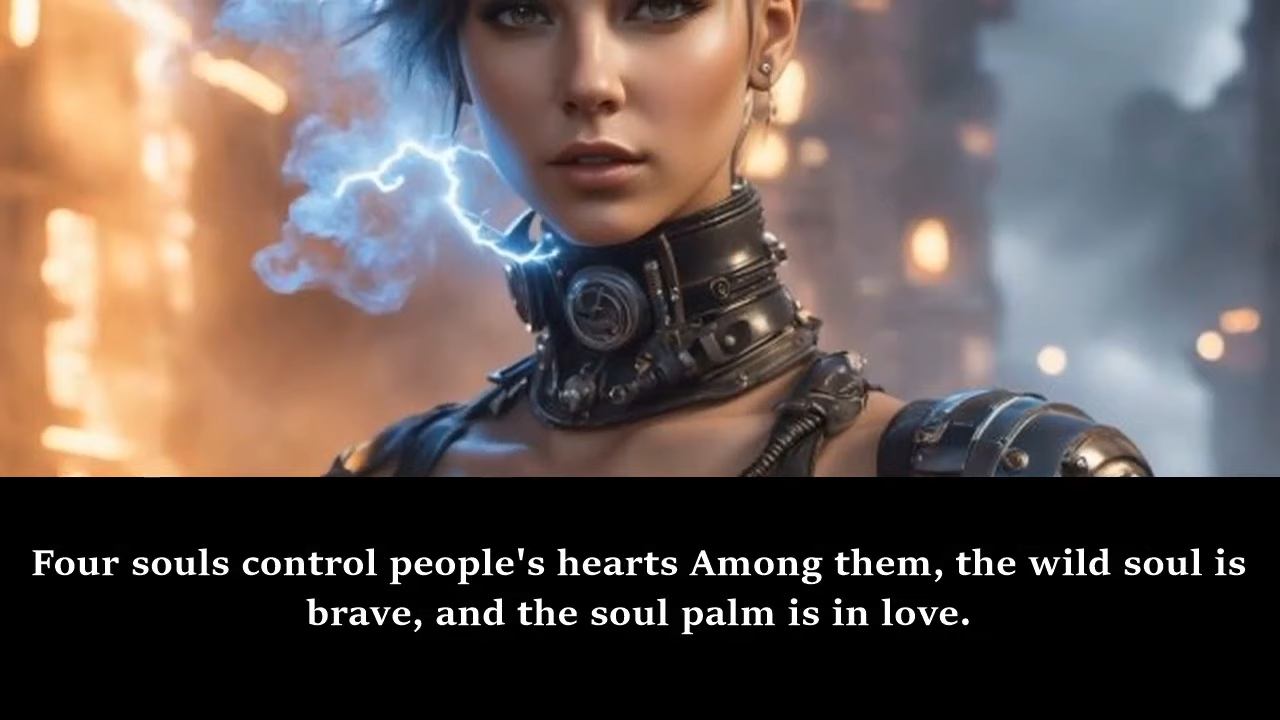 Four souls control people's hearts Among them, the wild soul is
brave, and the soul palm is in love.